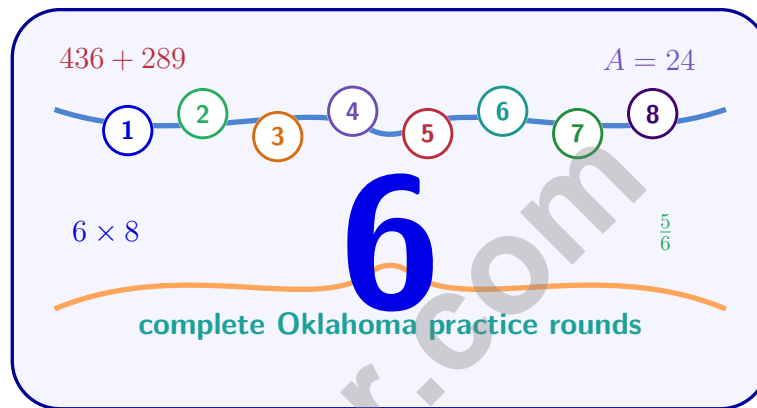 436 + 289
A = 24
1 2 3 4 5 6 7 8
6 × 8
5/6
6
complete Oklahoma practice rounds
r.com